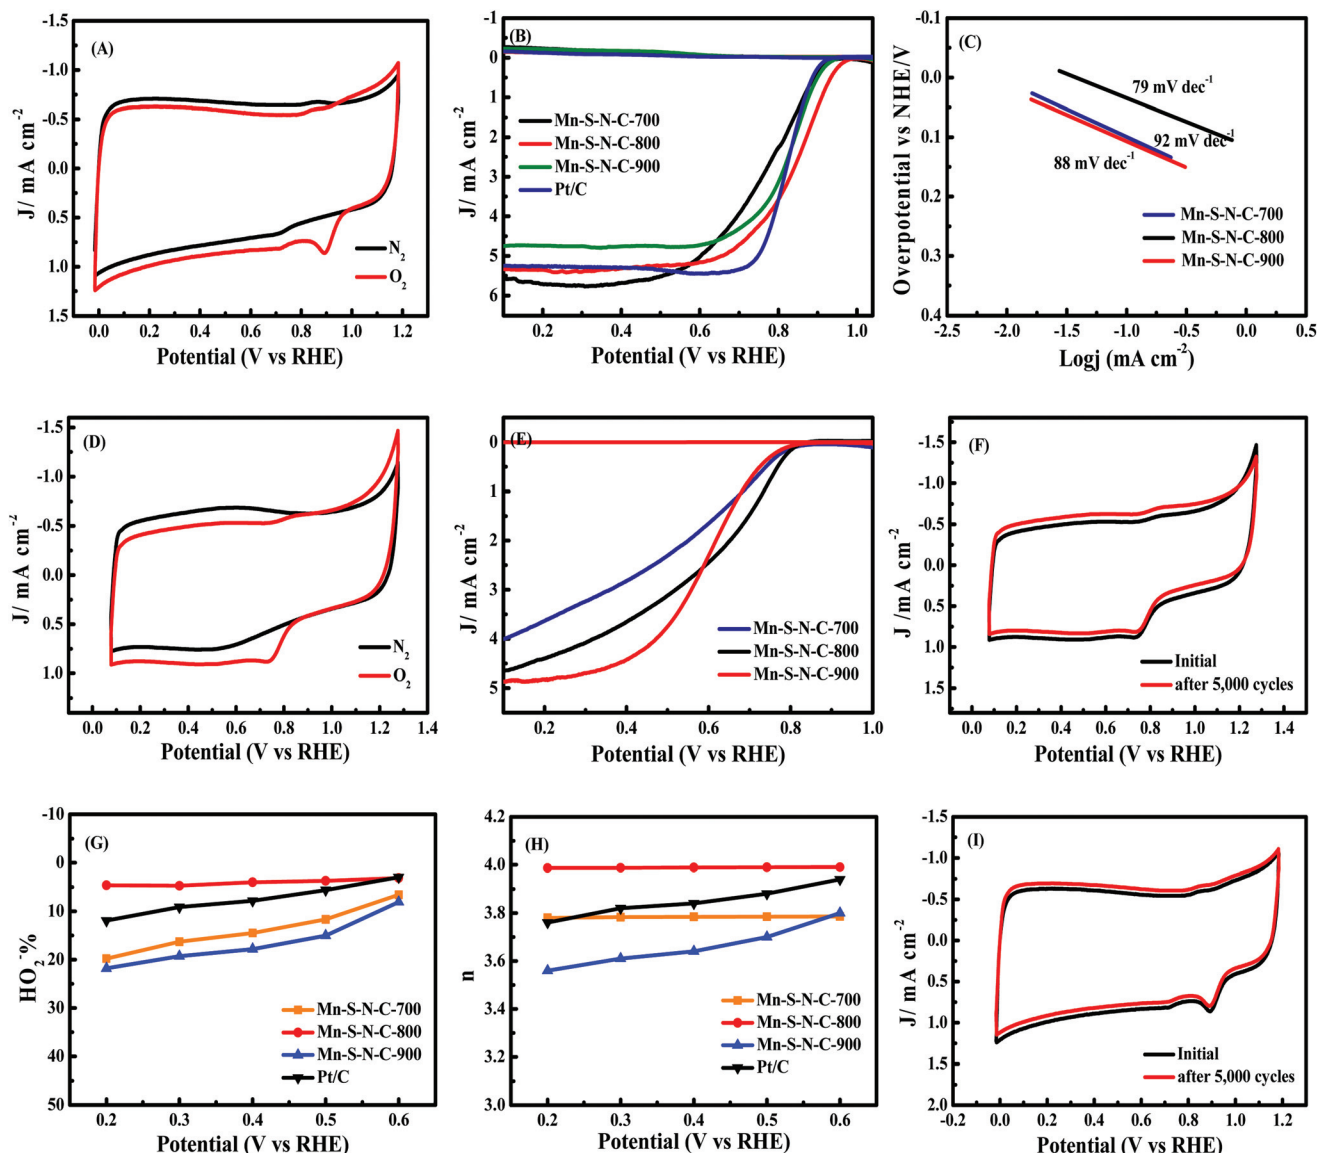 (A)
-1.5
-1.0
-0.5
0.0
0.5
1.0
1.5
J/ mA cm-2
N2
O2
0.0 0.2 0.4 0.6 0.8 1.0 1.2
Potential (V vs RHE)
(B)
-1
0
1
2
3
4
5
6
J/ mA cm-2
Mn-S-N-C-700
Mn-S-N-C-800
Mn-S-N-C-900
Pt/C
0.2 0.4 0.6 0.8 1.0
Potential (V vs RHE)
(C)
-0.1
0.0
0.1
0.2
0.3
0.4
Overpotential vs NHE/V
79 mV dec-1
92 mV dec-1
88 mV dec-1
Mn-S-N-C-700
Mn-S-N-C-800
Mn-S-N-C-900
-2.0 -1.5 -1.0 -0.5 0.0 0.5
Logj (mA cm-2)
(D)
-1.5
-1.0
-0.5
0.0
0.5
1.0
J/ mA cm-2
N2
O2
0.0 0.2 0.4 0.6 0.8 1.0 1.2 1.4
Potential (V vs RHE)
(E)
0
1
2
3
4
5
J/ mA cm-2
Mn-S-N-C-700
Mn-S-N-C-800
Mn-S-N-C-900
0.2 0.4 0.6 0.8 1.0
Potential (V vs RHE)
(F)
-1.5
-1.0
-0.5
0.0
0.5
1.0
1.5
J /mA cm-2
Initial
after 5,000 cycles
0.0 0.2 0.4 0.6 0.8 1.0 1.2 1.4
Potential (V vs RHE)
(G)
-10
0
10
20
30
40
50
HO2-%
Mn-S-N-C-700
Mn-S-N-C-800
Mn-S-N-C-900
Pt/C
0.2 0.3 0.4 0.5 0.6
Potential (V vs RHE)
(H)
4.2
4.0
3.8
3.6
3.4
3.2
3.0
n
Mn-S-N-C-700
Mn-S-N-C-800
Mn-S-N-C-900
Pt/C
0.2 0.3 0.4 0.5 0.6
Potential (V vs RHE)
(I)
-1.5
-1.0
-0.5
0.0
0.5
1.0
1.5
2.0
J/ mA cm-2
Initial
after 5,000 cycles
-0.2 0.0 0.2 0.4 0.6 0.8 1.0 1.2
Potential (V vs RHE)